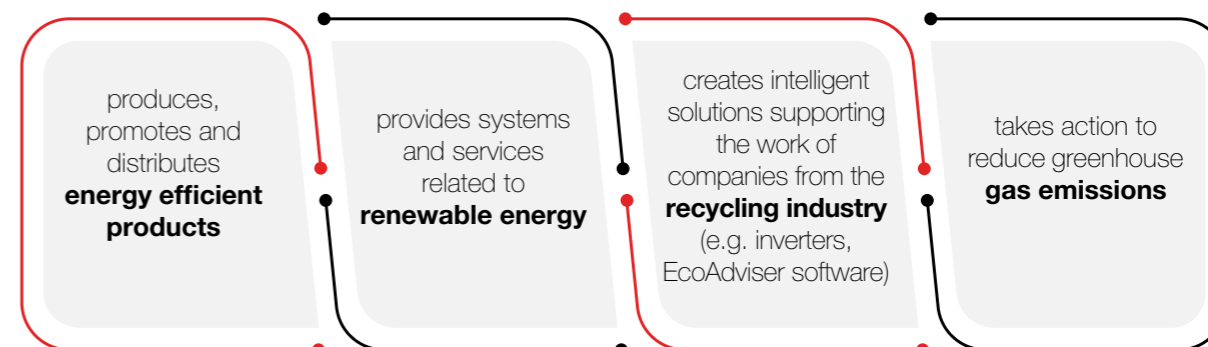 produces,
promotes and
distributes
energy efficient
products
provides systems
and services
related to
renewable energy
creates intelligent
solutions supporting
the work of
companies from the
recycling industry
(e.g. inverters,
EcoAdviser software)
takes action to
reduce greenhouse
gas emissions